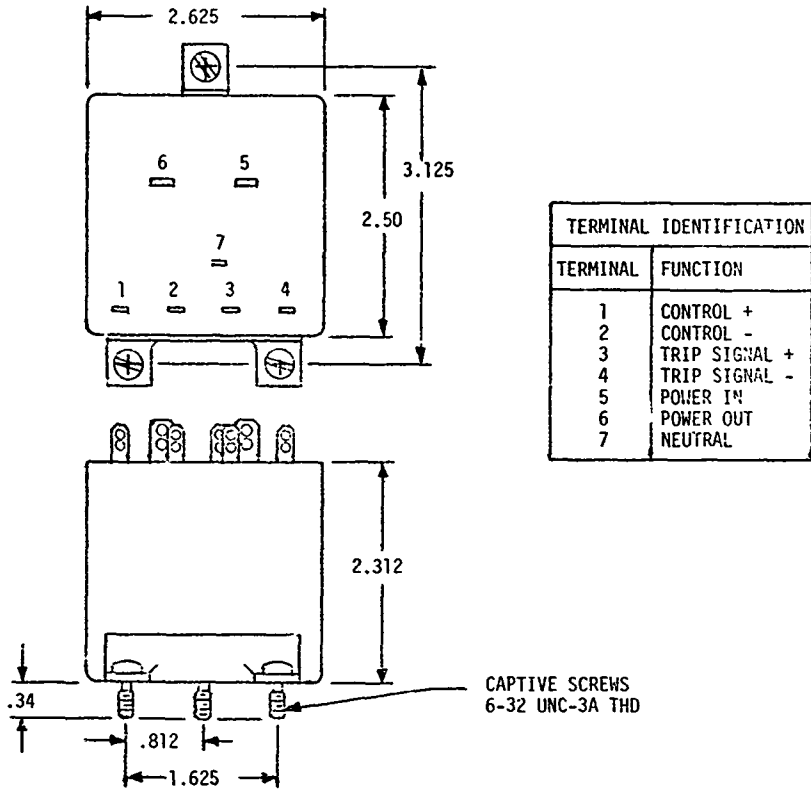 2.625
3.125
2.50
6 5
7
1 2 3 4
TERMINAL IDENTIFICATION
TERMINAL FUNCTION
1 CONTROL +
2 CONTROL -
3 TRIP SIGNAL +
4 TRIP SIGNAL -
5 POWER IN
6 POWER OUT
7 NEUTRAL
2.312
.34
CAPTIVE SCREWS
6-32 UNC-3A THD
.812
1.625